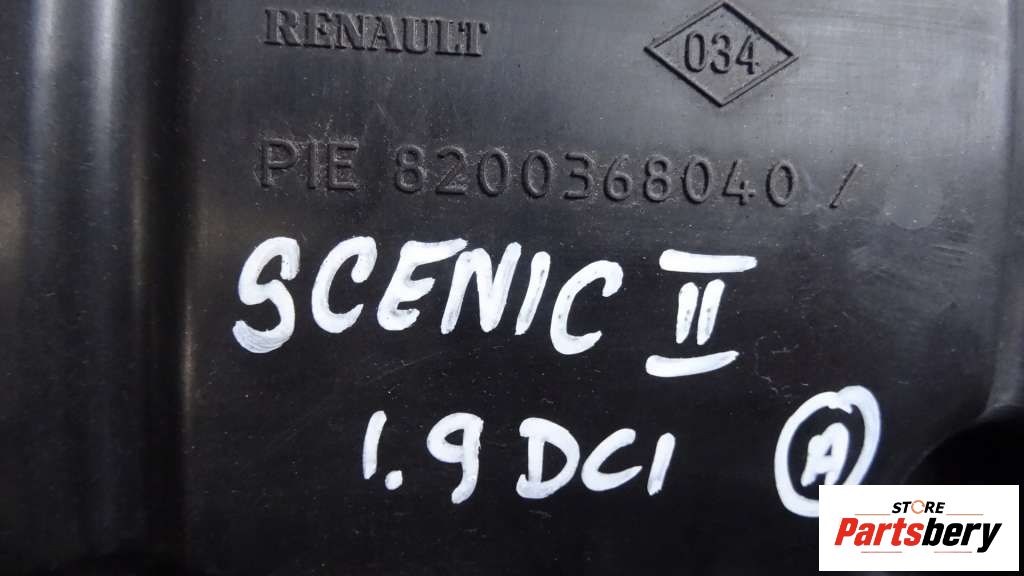 RENAULT 034
PIE 8200368040 /
SCENIC II
1.9 DCI A
STORE
Partsbery